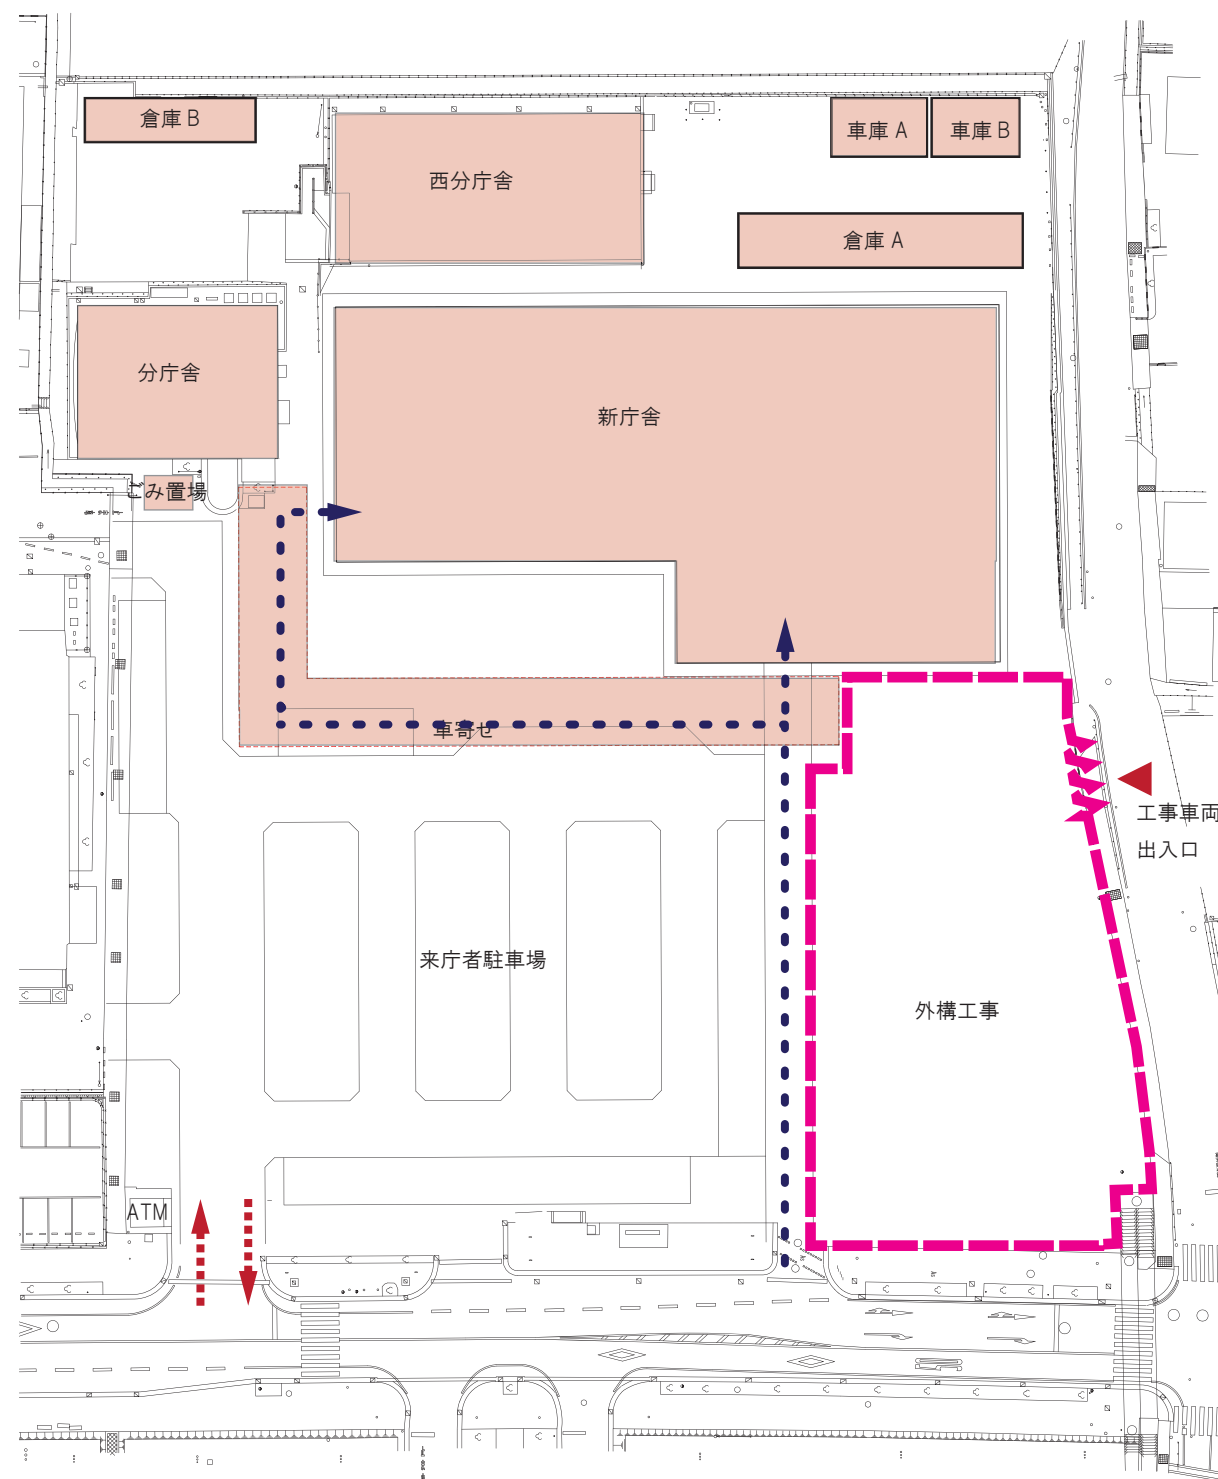 倉庫 B
車庫 A
車庫 B
西分庁舎
倉庫 A
分庁舎
新庁舎
ごみ置場
車寄せ
工事車両
出入口
来庁者駐車場
外構工事
ATM